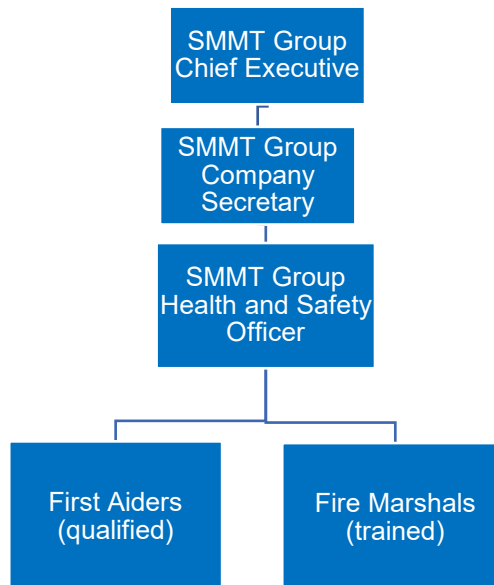 SMMT Group
Chief Executive
SMMT Group
Company
Secretary
SMMT Group
Health and Safety
Officer
First Aiders
(qualified)
Fire Marshals
(trained)